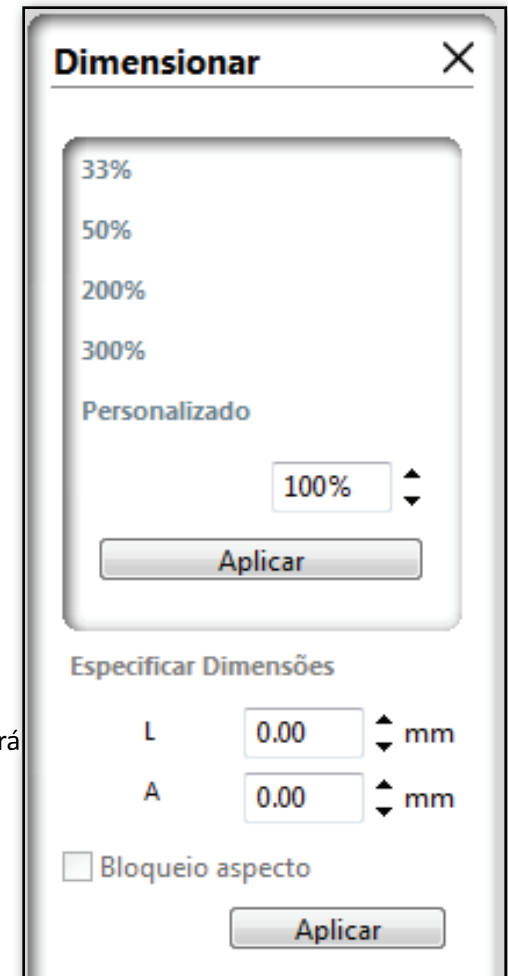 Dimensionar
33%
50%
200%
300%
Personalizado
100%
Aplicar
Especificar Dimensões
L 0.00 mm
rá
A 0.00 mm
Bloqueio aspecto
Aplicar